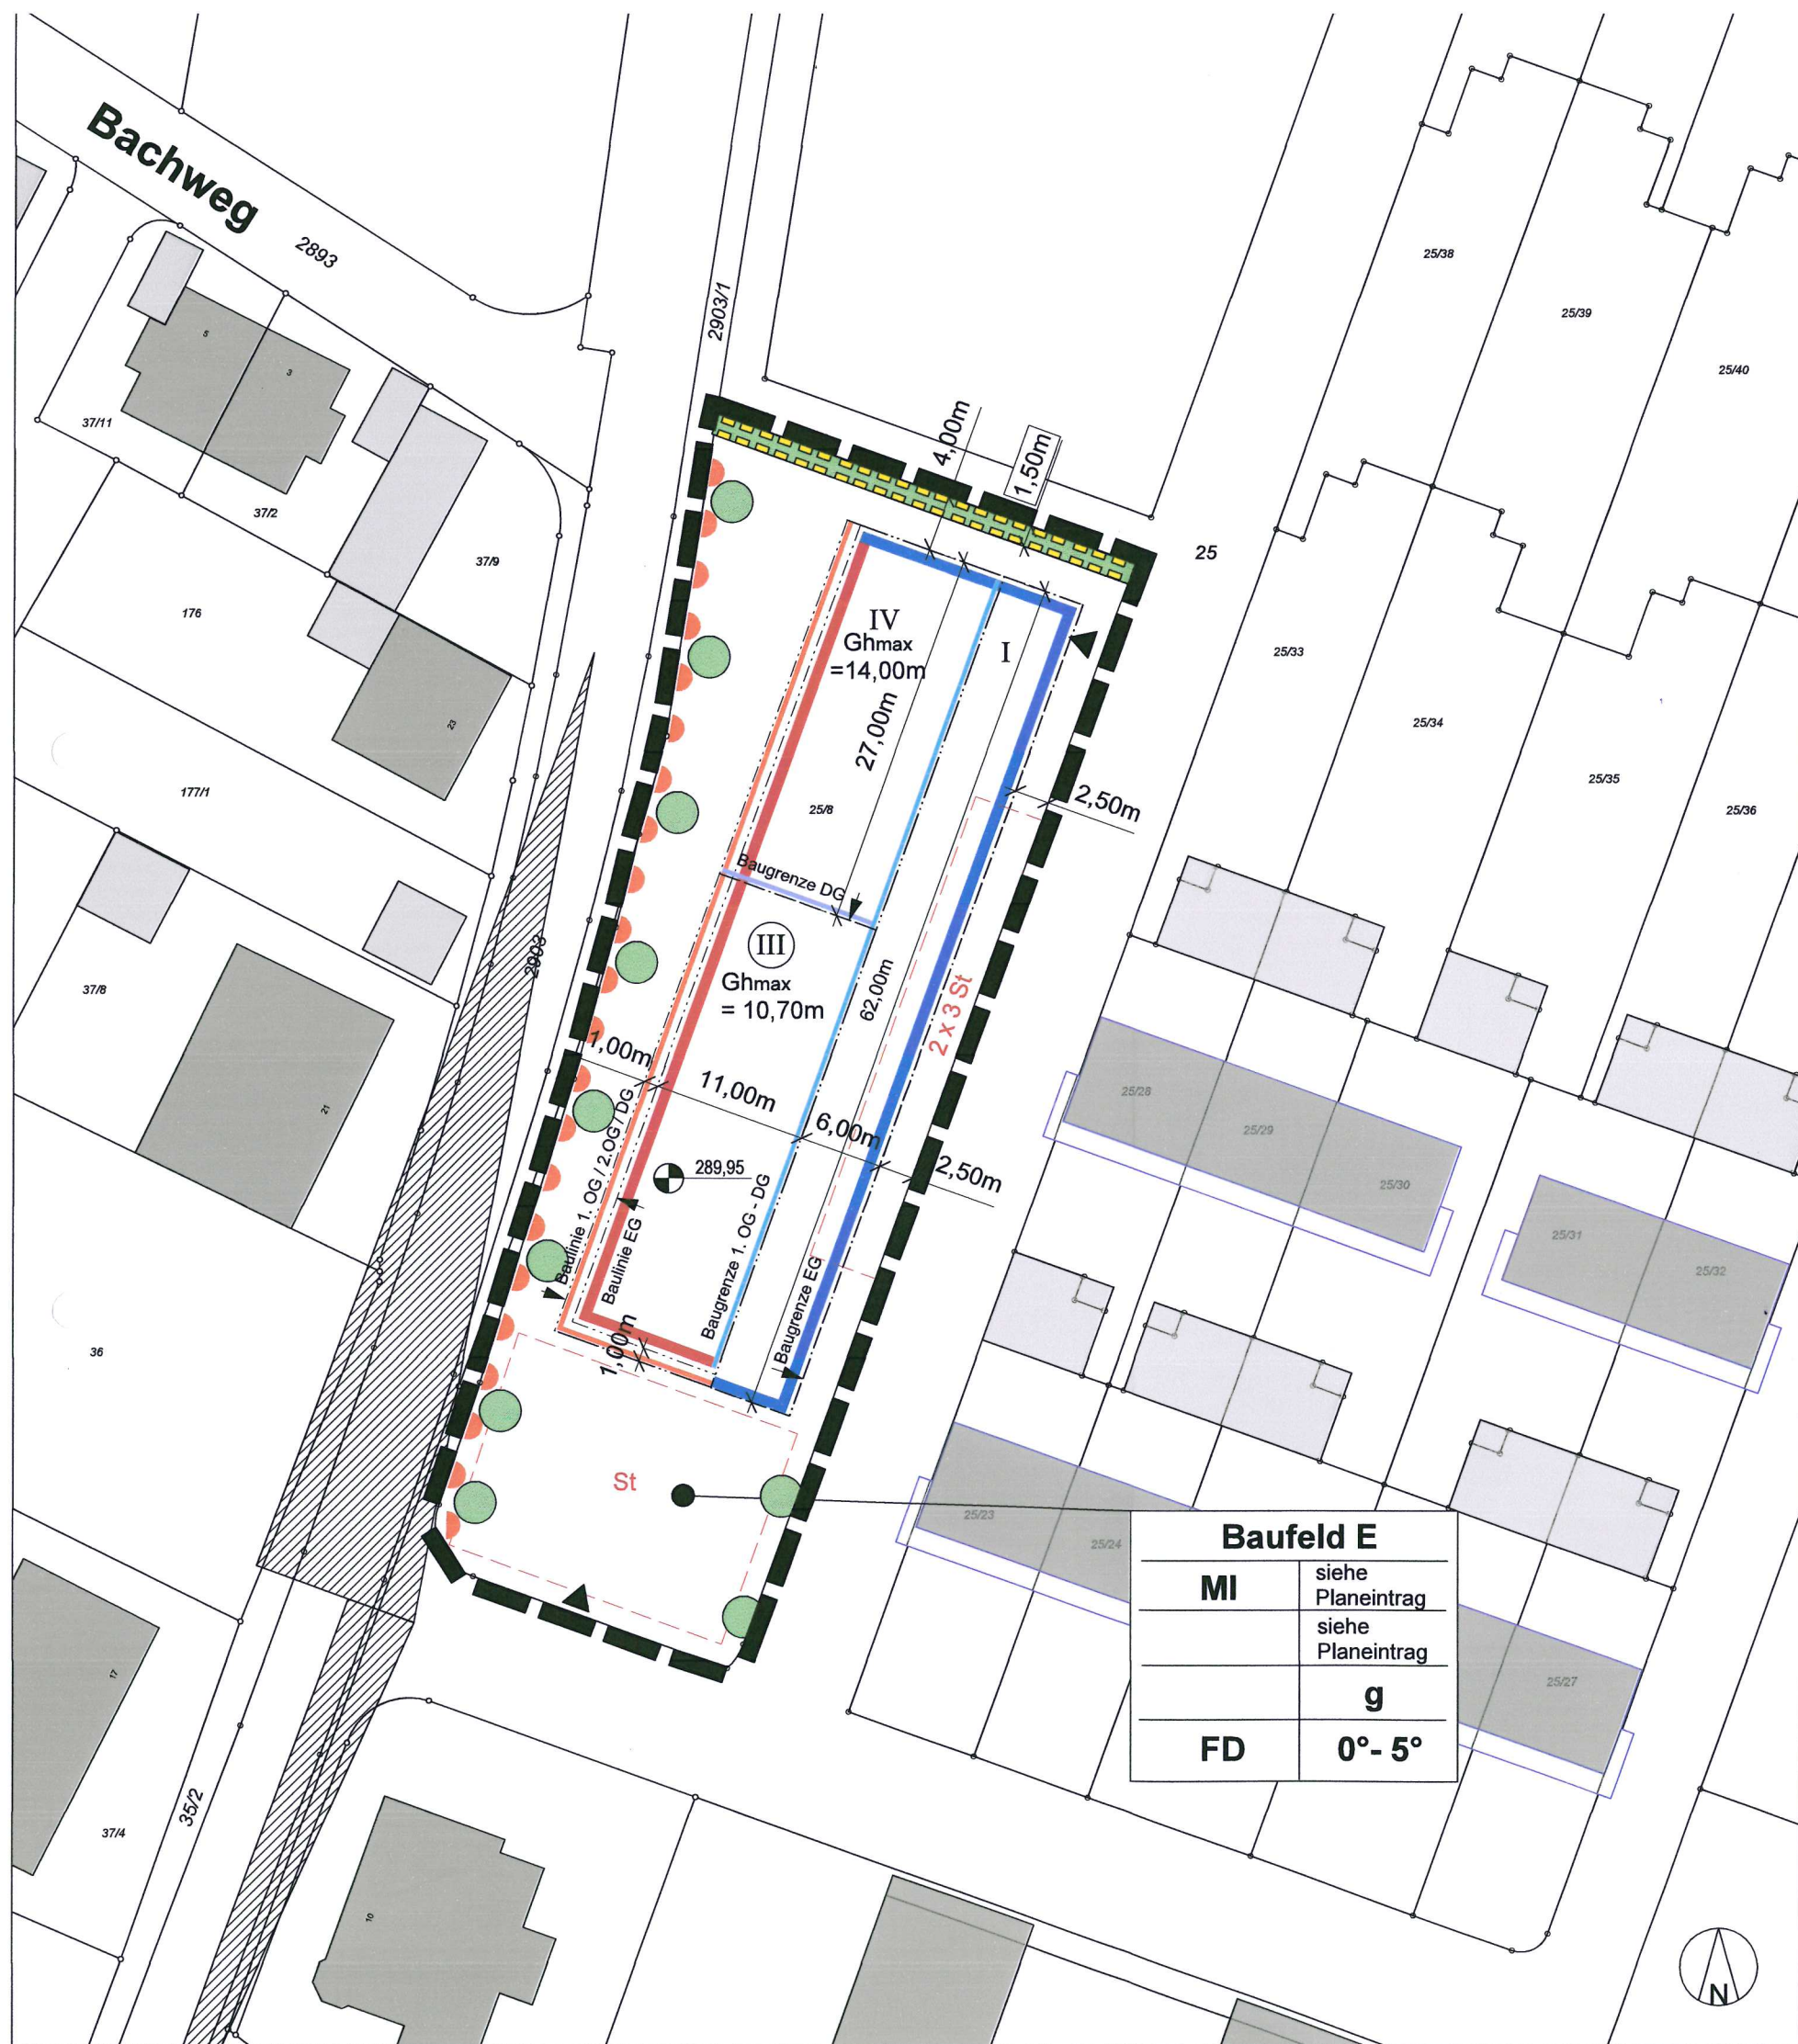 Bachweg
2893
2903/1
5
3
37/11
37/2
37/9
176
23
177/1
37/8
2903
21
36
17
37/4
35/2
10
4,00m
1,50m
25
25/38
25/39
25/40
25/33
25/34
25/35
25/36
IV
Ghmax
=14,00m
I
27,00m
25/8
2,50m
Baugrenze DG
III
Ghmax
= 10,70m
62,00m
2 x 3 St
1,00m
11,00m
6,00m
2,50m
289,95
Baulinie 1. OG / 2.OG / DG
Baulinie EG
Baugrenze 1. OG - DG
Baugrenze EG
1,00m
St
25/28
25/29
25/30
25/31
25/32
25/23
25/24
25/27
Baufeld E
MI
siehe
Planeintrag
siehe
Planeintrag
g
FD
0°- 5°
N